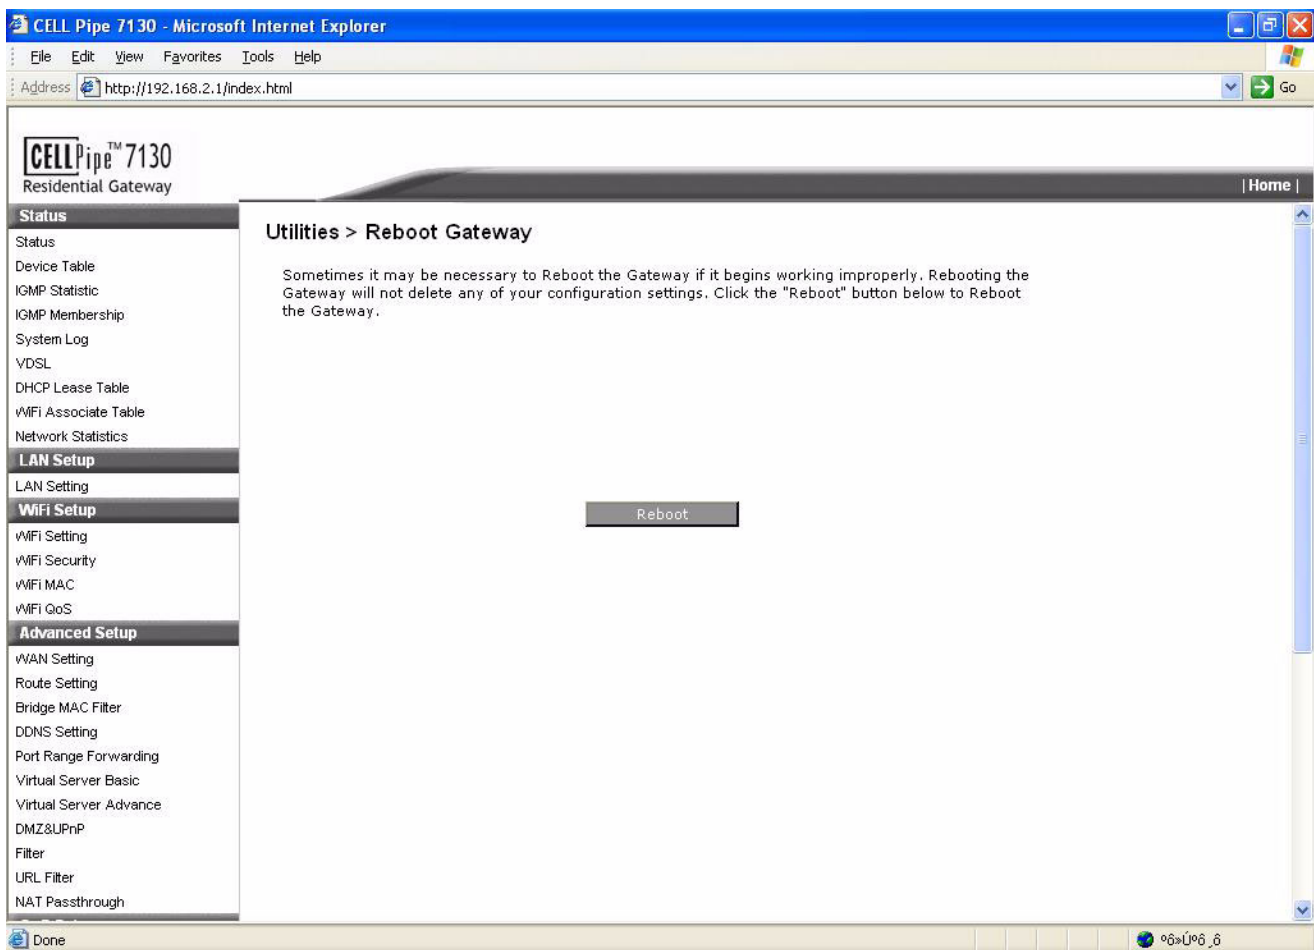 CELL Pipe 7130 - Microsoft Internet Explorer
File Edit View Favorites Tools Help
Address http://192.168.2.1/index.html Go
CELLPipe™ 7130
Residential Gateway
| Home |
Status
Status
Device Table
IGMP Statistic
IGMP Membership
System Log
VDSL
DHCP Lease Table
WiFi Associate Table
Network Statistics
LAN Setup
LAN Setting
WiFi Setup
WiFi Setting
WiFi Security
WiFi MAC
WiFi QoS
Advanced Setup
WAN Setting
Route Setting
Bridge MAC Filter
DDNS Setting
Port Range Forwarding
Virtual Server Basic
Virtual Server Advance
DMZ&UPnP
Filter
URL Filter
NAT Passthrough
Utilities > Reboot Gateway
Sometimes it may be necessary to Reboot the Gateway if it begins working improperly. Rebooting the
Gateway will not delete any of your configuration settings. Click the "Reboot" button below to Reboot
the Gateway.
Reboot
Done